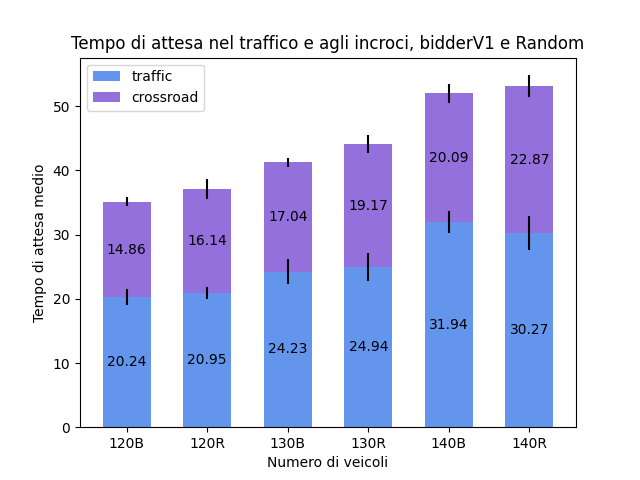 Tempo di attesa nel traffico e agli incroci, bidderV1 e Random
traffic
crossroad
Tempo di attesa medio
50
40
30
20
10
0
14.86
16.14
17.04
19.17
20.09
22.87
20.24
20.95
24.23
24.94
31.94
30.27
120B
120R
130B
130R
140B
140R
Numero di veicoli